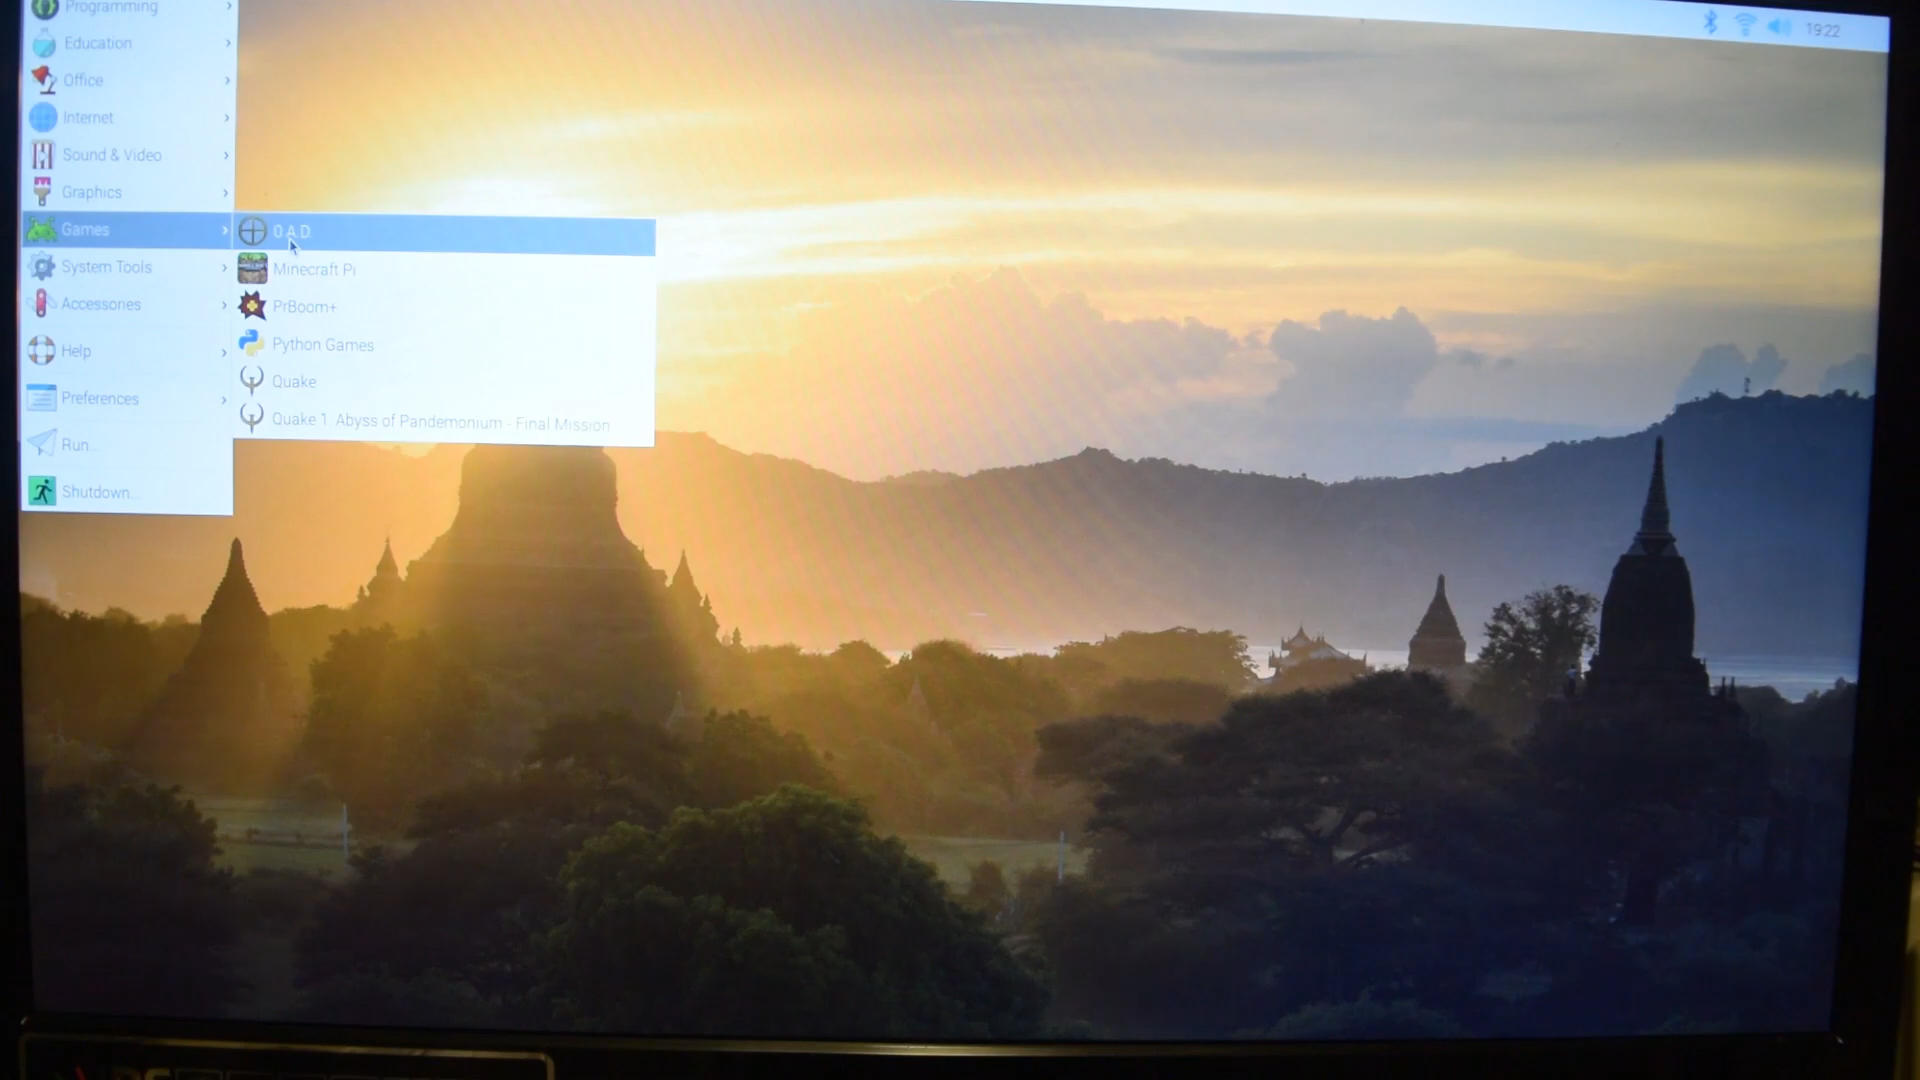 Programming
19:22
Education
Office
Internet
Sound & Video
Graphics
Games
0 A.D.
System Tools
Minecraft Pi
Accessories
PrBoom+
Python Games
Help
Quake
Preferences
Quake 1: Abyss of Pandemonium - Final Mission
Run...
Shutdown...